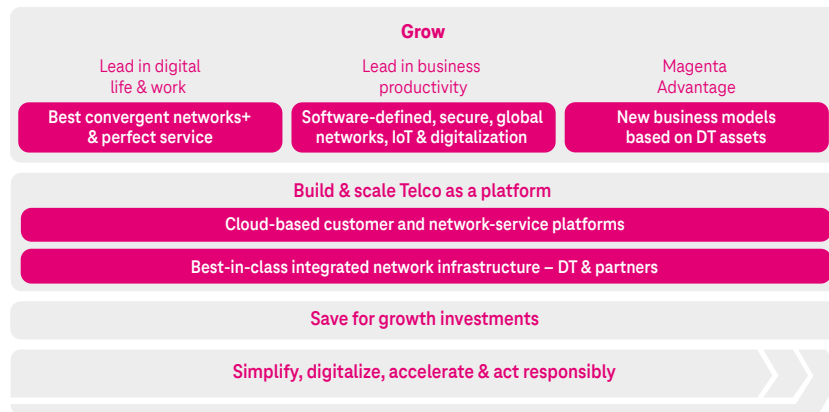 Grow
Lead in digital
life & work
Best convergent networks+
& perfect service
Lead in business
productivity
Software-defined, secure, global
networks, IoT & digitalization
Magenta
Advantage
New business models
based on DT assets
Build & scale Telco as a platform
Cloud-based customer and network-service platforms
Best-in-class integrated network infrastructure – DT & partners
Save for growth investments
Simplify, digitalize, accelerate & act responsibly